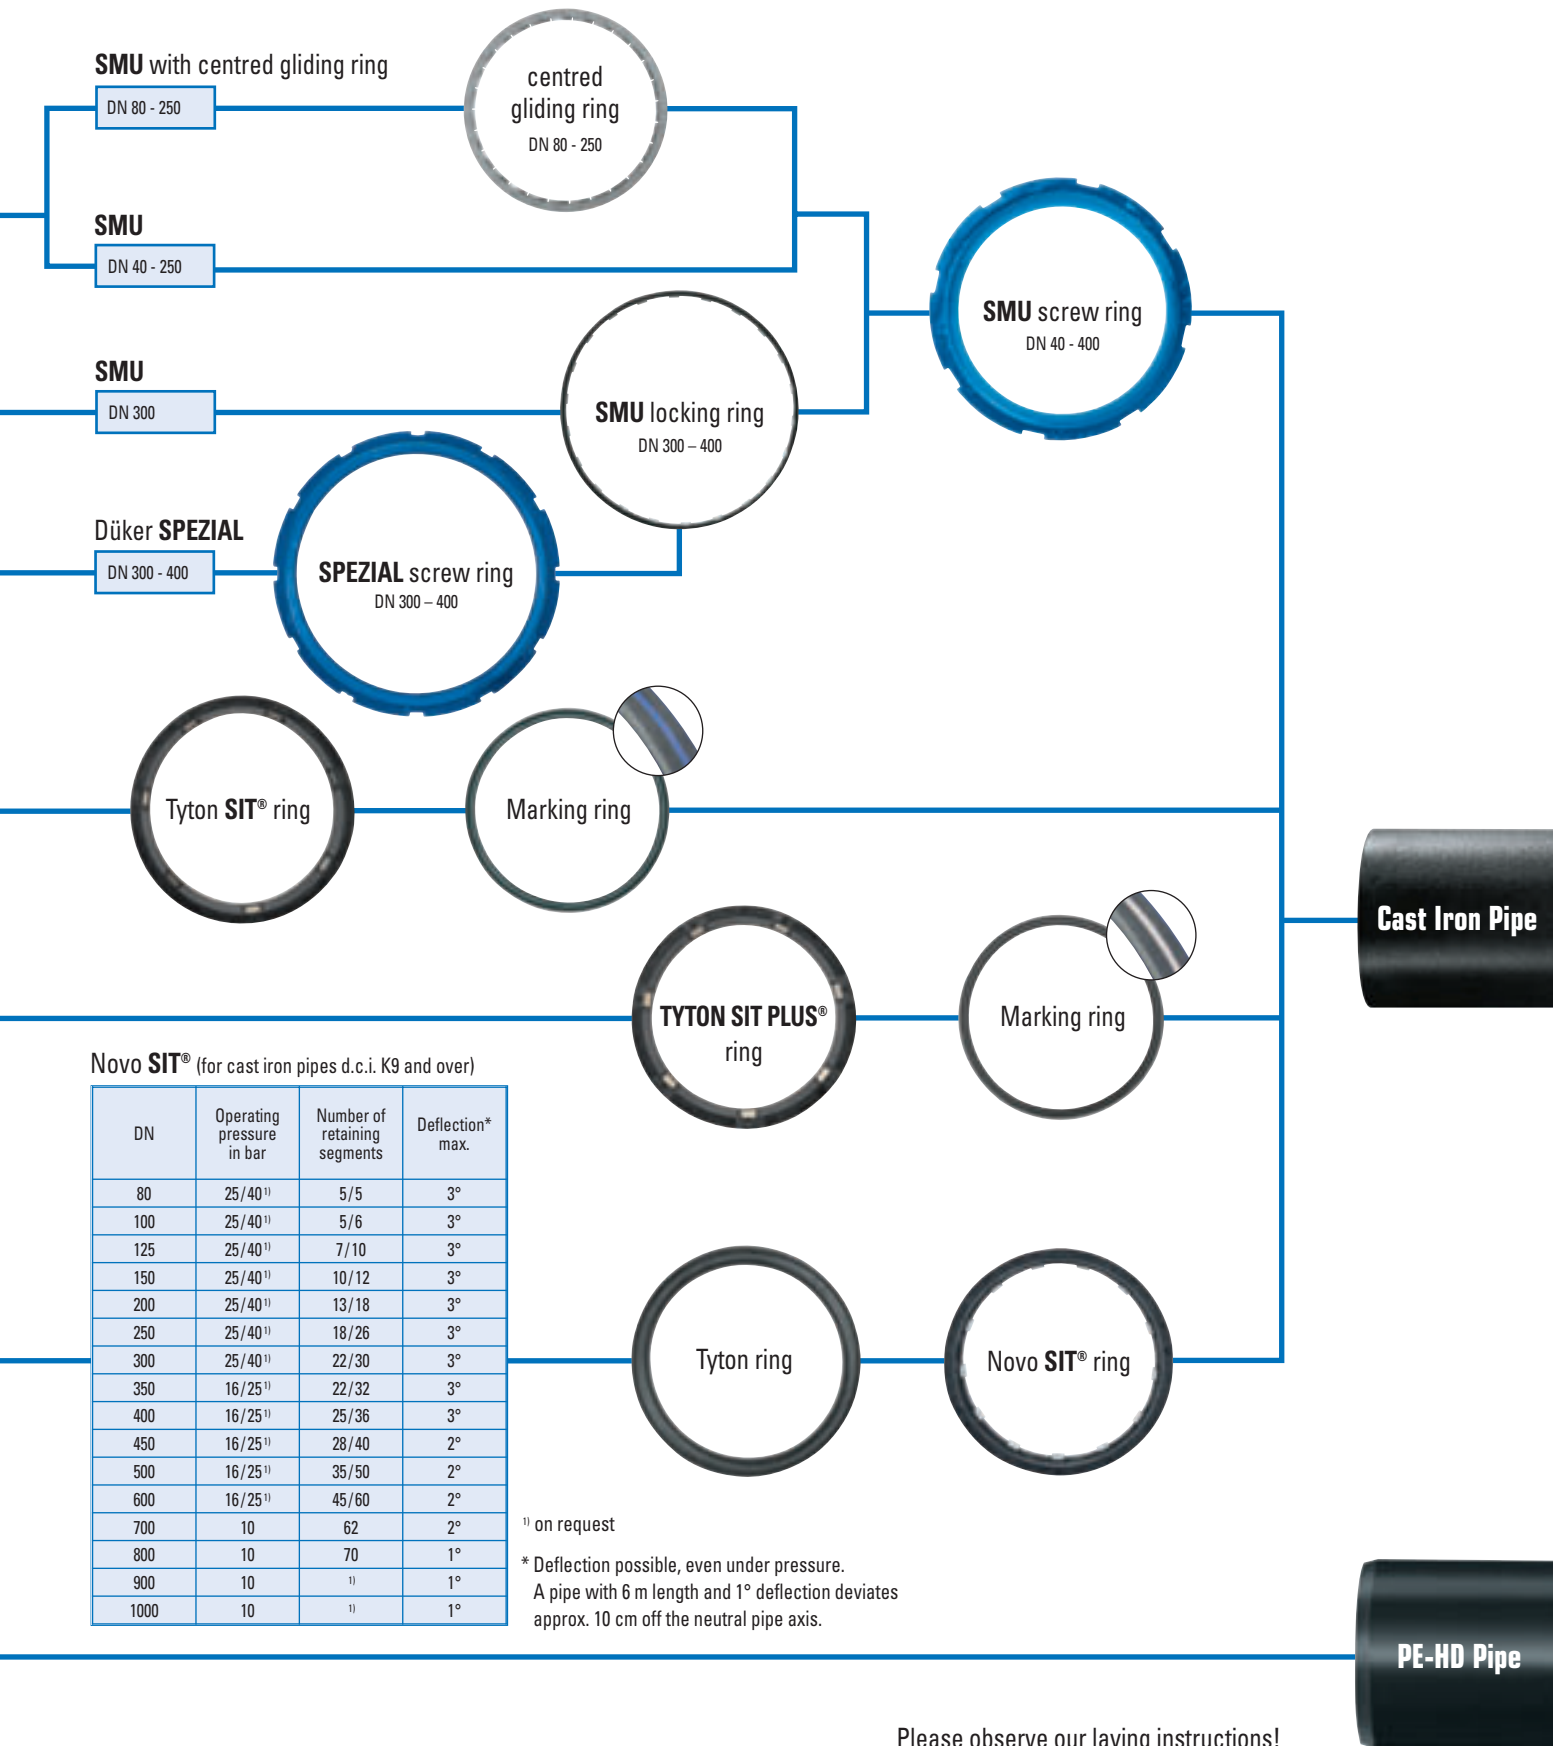 SMU with centred gliding ring
DN 80 - 250
centred
gliding ring
DN 80 - 250
SMU
DN 40 - 250
SMU screw ring
DN 40 - 400
SMU
DN 300
SMU locking ring
DN 300 – 400
Düker SPEZIAL
DN 300 - 400
SPEZIAL screw ring
DN 300 – 400
Tyton SIT® ring
Marking ring
Cast Iron Pipe
TYTON SIT PLUS®
ring
Marking ring
Novo SIT® (for cast iron pipes d.c.i. K9 and over)
DN Operating pressure in bar Number of retaining segments Deflection* max.
80 25/40¹⁾ 5/5 3°
100 25/40¹⁾ 5/6 3°
125 25/40¹⁾ 7/10 3°
150 25/40¹⁾ 10/12 3°
200 25/40¹⁾ 13/18 3°
250 25/40¹⁾ 18/26 3°
300 25/40¹⁾ 22/30 3°
350 16/25¹⁾ 22/32 3°
400 16/25¹⁾ 25/36 3°
450 16/25¹⁾ 28/40 2°
500 16/25¹⁾ 35/50 2°
600 16/25¹⁾ 45/60 2°
700 10 62 2°
800 10 70 1°
900 10 ¹⁾ 1°
1000 10 ¹⁾ 1°
Tyton ring
Novo SIT® ring
¹⁾ on request
* Deflection possible, even under pressure.
A pipe with 6 m length and 1° deflection deviates
approx. 10 cm off the neutral pipe axis.
PE-HD Pipe
Please observe our laying instructions!